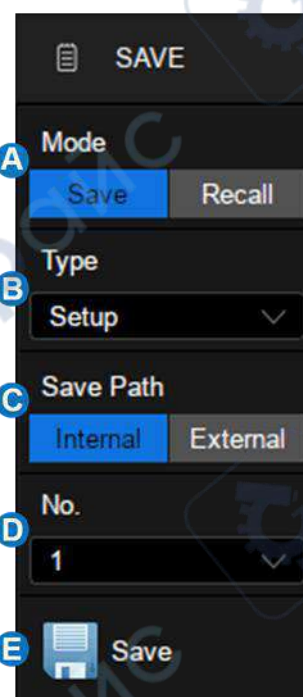 SAVE
A Mode
Save Recall
B Type
Setup
C Save Path
Internal External
D No.
1
E Save